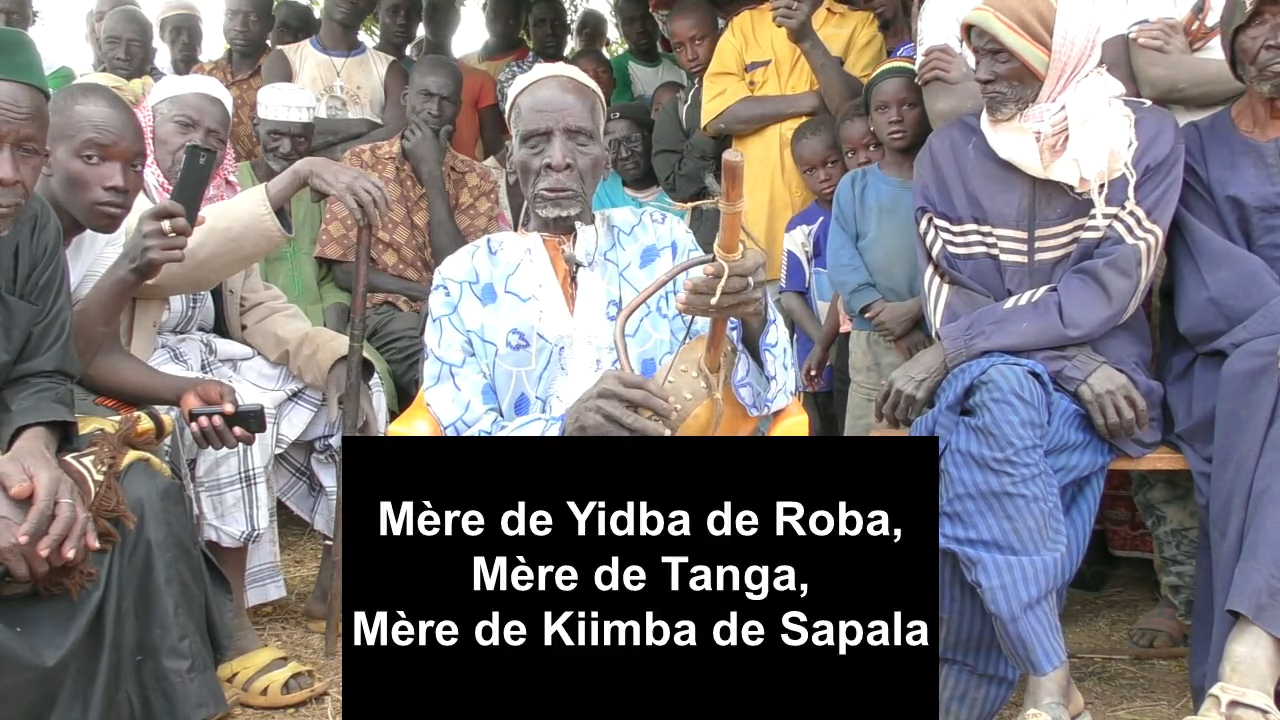 Mère de Yidba de Roba,
Mère de Tanga,
Mère de Kiimba de Sapala